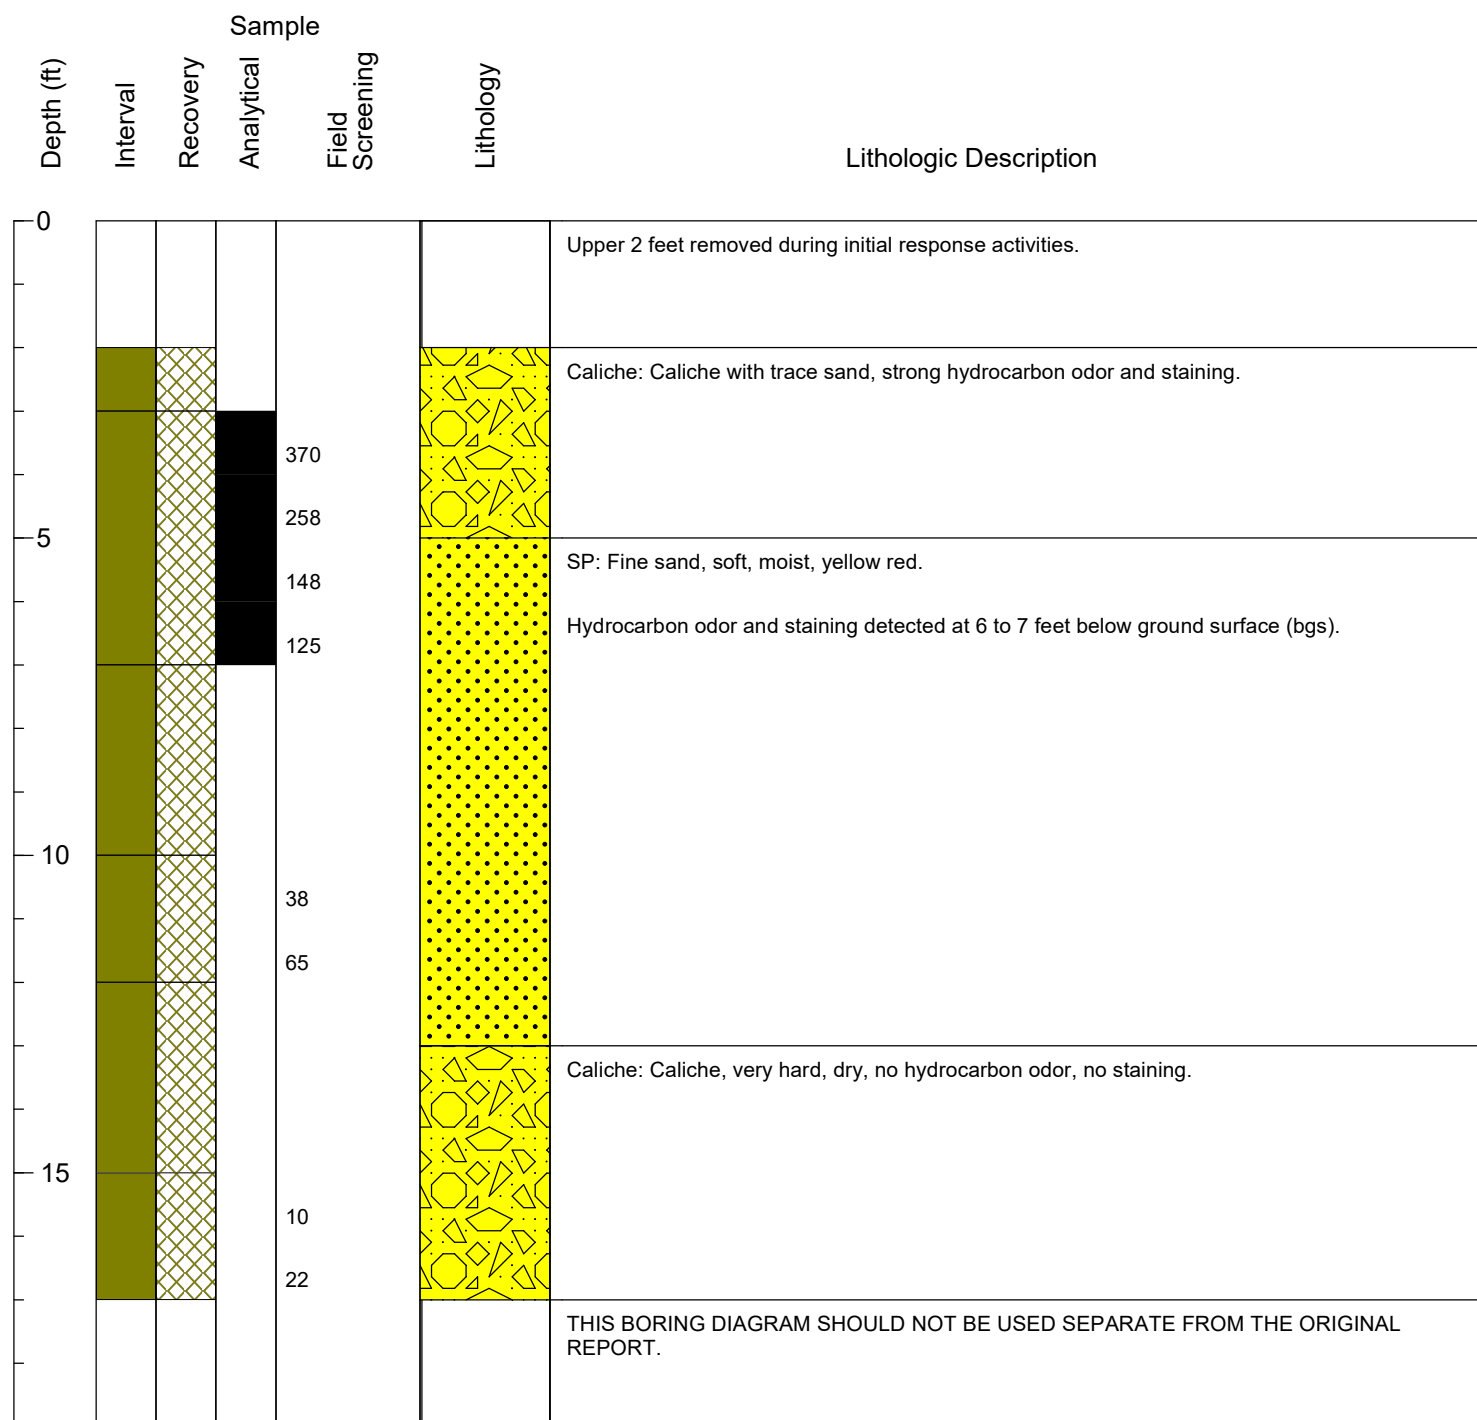 Sample
Depth (ft)
Interval
Recovery
Analytical
Field
Screening
Lithology
Lithologic Description
0
Upper 2 feet removed during initial response activities.
Caliche: Caliche with trace sand, strong hydrocarbon odor and staining.
370
258
5
SP: Fine sand, soft, moist, yellow red.
148
Hydrocarbon odor and staining detected at 6 to 7 feet below ground surface (bgs).
125
10
38
65
Caliche: Caliche, very hard, dry, no hydrocarbon odor, no staining.
15
10
22
THIS BORING DIAGRAM SHOULD NOT BE USED SEPARATE FROM THE ORIGINAL
REPORT.